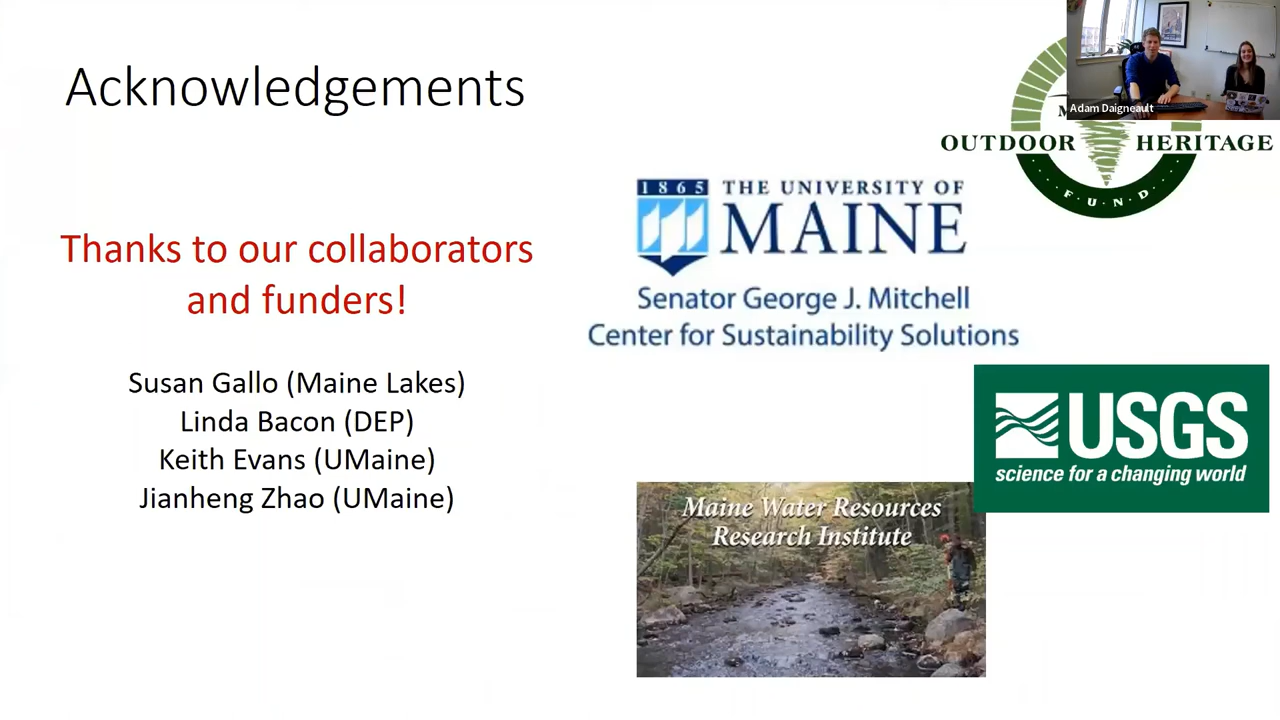 Acknowledgements
Adam Daigneault
OUTDOOR HERITAGE
FUND
1865 THE UNIVERSITY OF
MAINE
Senator George J. Mitchell
Center for Sustainability Solutions
Thanks to our collaborators
and funders!
Susan Gallo (Maine Lakes)
Linda Bacon (DEP)
Keith Evans (UMaine)
Jianheng Zhao (UMaine)
USGS
science for a changing world
Maine Water Resources
Research Institute